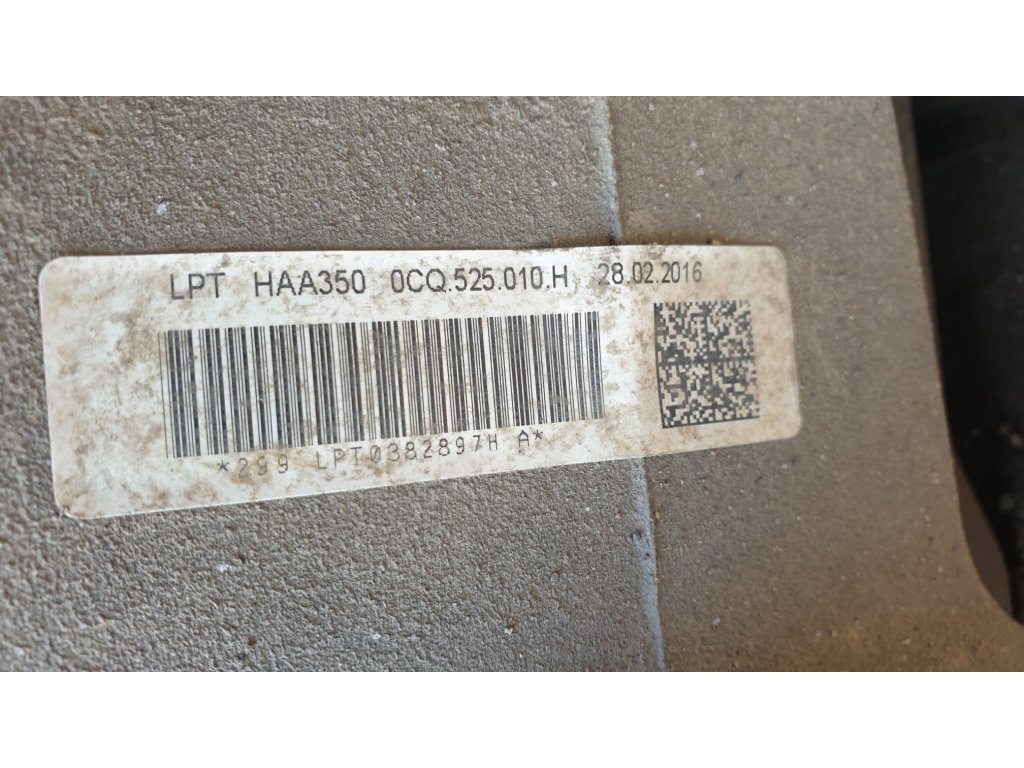 LPT HAA350 0CQ.525.010.H 28.02.2016
*299 LPT0382897H A*